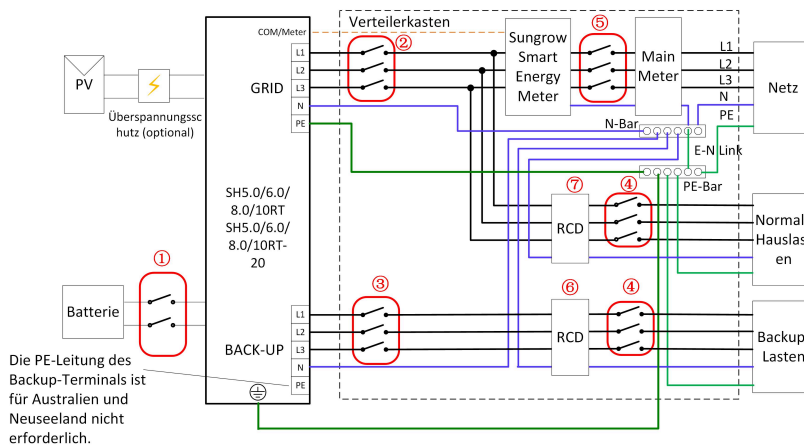 Verteilerkasten
COM/Meter
②
⑤
Sungrow
Smart
Energy
Meter
Main
Meter
L1
L2
L3
N
PE
GRID
L1
L2
L3
N
PE
Netz
PV
Überspannungssc
hutz (optional)
N-Bar
E-N Link
PE-Bar
SH5.0/6.0/
8.0/10RT
SH5.0/6.0/
8.0/10RT-
20
⑦
④
RCD
Normal
Hauslas
en
①
③
⑥
④
Batterie
L1
L2
L3
N
PE
BACK-UP
RCD
Backup
Lasten
Die PE-Leitung des
Backup-Terminals ist
für Australien und
Neuseeland nicht
erforderlich.